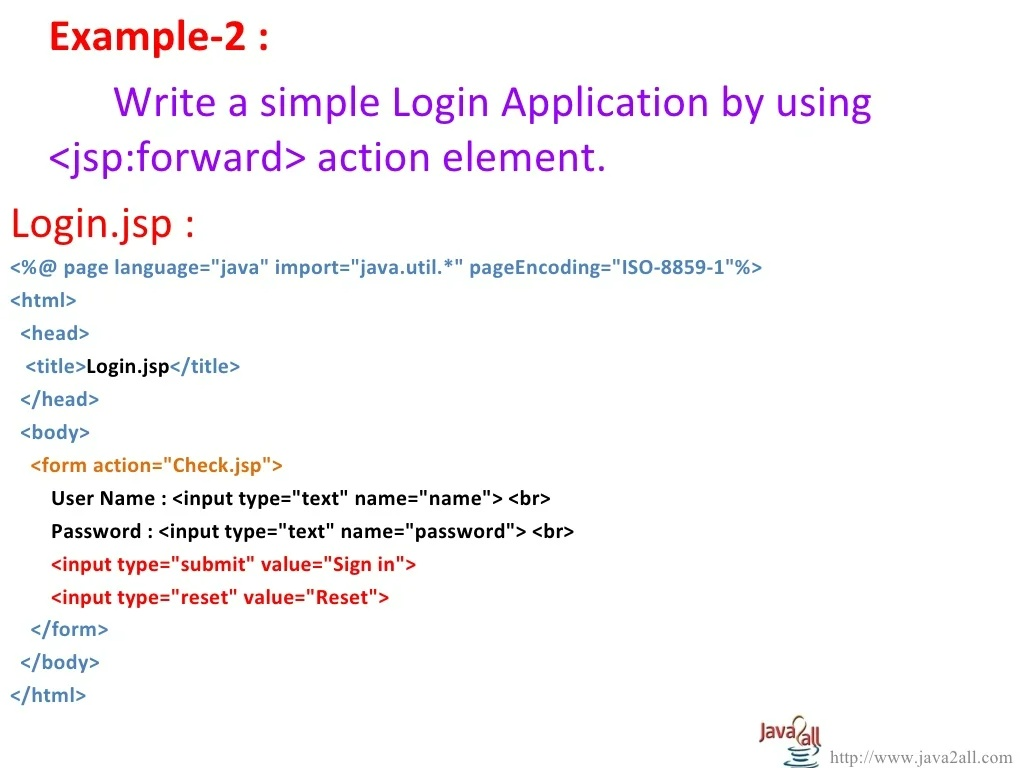 Example-2 :
Write a simple Login Application by using
<jsp:forward> action element.
Login.jsp :
<%@ page language="java" import="java.util.*" pageEncoding="ISO-8859-1"%>
<html>
<head>
<title>Login.jsp</title>
</head>
<body>
<form action="Check.jsp">
User Name : <input type="text" name="name"> <br>
Password : <input type="text" name="password"> <br>
<input type="submit" value="Sign in">
<input type="reset" value="Reset">
</form>
</body>
</html>
Java2all
http://www.java2all.com